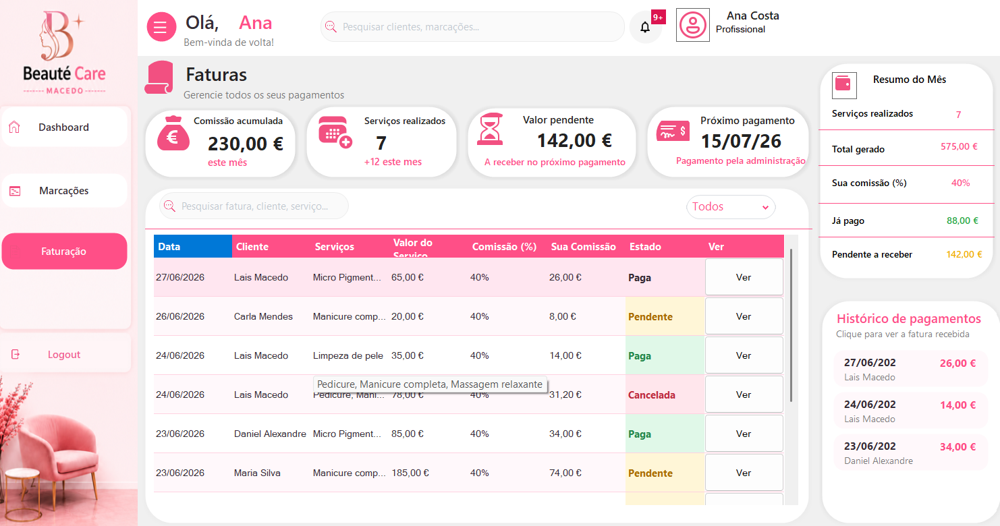 Beauté Care
MACEDO
Dashboard
Marcações
Faturação
Logout
Olá, Ana
Bem-vinda de volta!
Pesquisar clientes, marcações...
9+
Ana Costa
Profissional
Faturas
Gerencie todos os seus pagamentos
Comissão acumulada
230,00 €
este mês
Serviços realizados
7
+12 este mes
Valor pendente
142,00 €
A receber no próximo pagamento
Próximo pagamento
15/07/26
Pagamento pela administração
Pesquisar fatura, cliente, serviço...
Todos
Data Cliente Serviços Valor do Serviço Comissão (%) Sua Comissão Estado Ver
27/06/2026 Lais Macedo Micro Pigment... 65,00 € 40% 26,00 € Paga Ver
26/06/2026 Carla Mendes Manicure comp... 20,00 € 40% 8,00 € Pendente Ver
24/06/2026 Lais Macedo Limpeza de pele 35,00 € 40% 14,00 € Paga Ver
Pedicure, Manicure completa, Massagem relaxante
24/06/2026 Lais Macedo Pedicure, Mani... 78,00 € 40% 31,20 € Cancelada Ver
23/06/2026 Daniel Alexandre Micro Pigment... 85,00 € 40% 34,00 € Paga Ver
23/06/2026 Maria Silva Manicure comp... 185,00 € 40% 74,00 € Pendente Ver
Resumo do Mês
Serviços realizados 7
Total gerado 575,00 €
Sua comissão (%) 40%
Já pago 88,00 €
Pendente a receber 142,00 €
Histórico de pagamentos
Clique para ver a fatura recebida
27/06/202 26,00 €
Lais Macedo
24/06/202 14,00 €
Lais Macedo
23/06/202 34,00 €
Daniel Alexandre